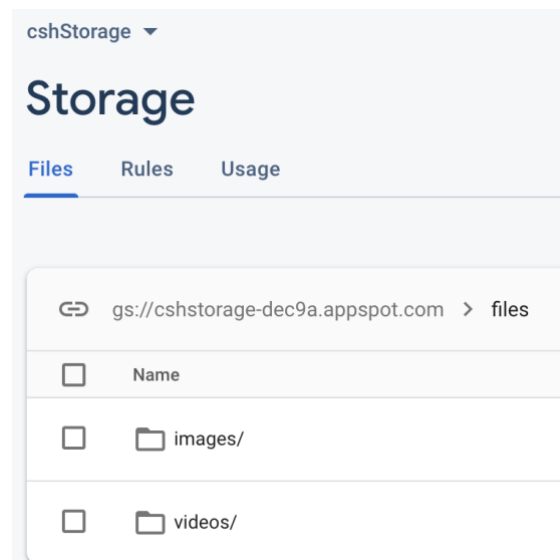 cshStorage
Storage
Files Rules Usage
gs://cshstorage-dec9a.appspot.com > files
Name
images/
videos/